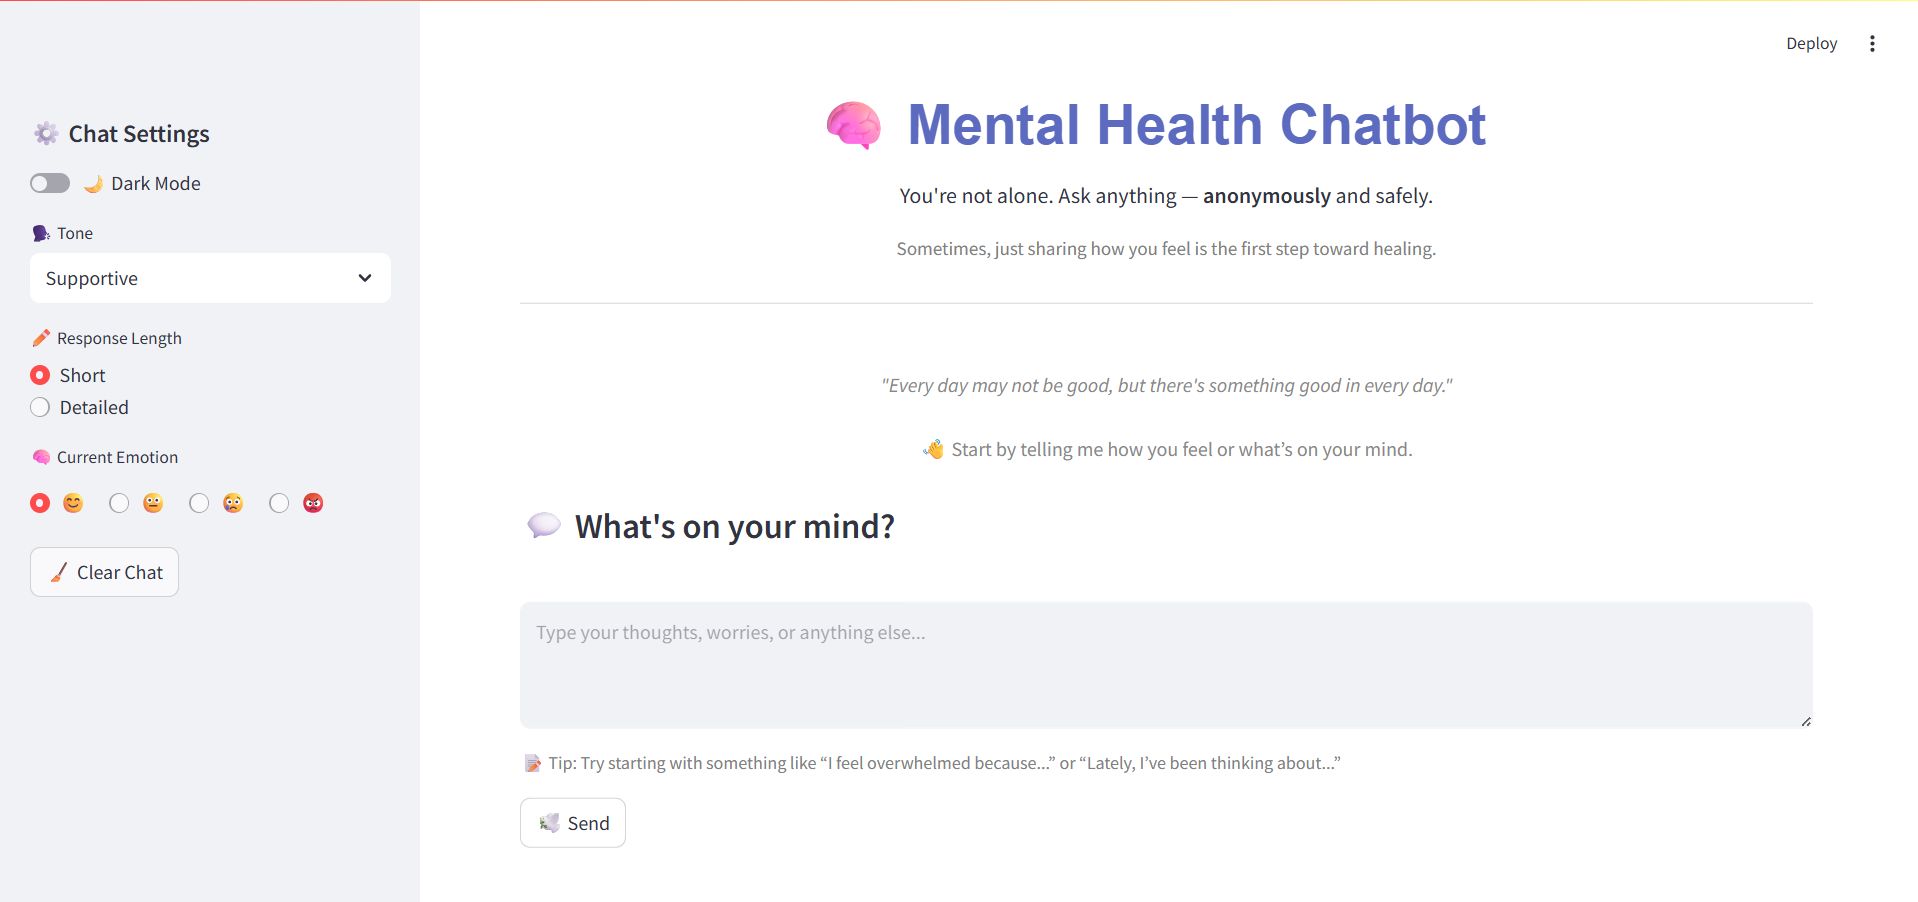 Deploy
Chat Settings
Dark Mode
Tone
Supportive
Response Length
Short
Detailed
Current Emotion
Clear Chat
Mental Health Chatbot
You're not alone. Ask anything — anonymously and safely.
Sometimes, just sharing how you feel is the first step toward healing.
"Every day may not be good, but there's something good in every day."
Start by telling me how you feel or what’s on your mind.
What's on your mind?
Type your thoughts, worries, or anything else...
Tip: Try starting with something like “I feel overwhelmed because...” or “Lately, I’ve been thinking about...”
Send